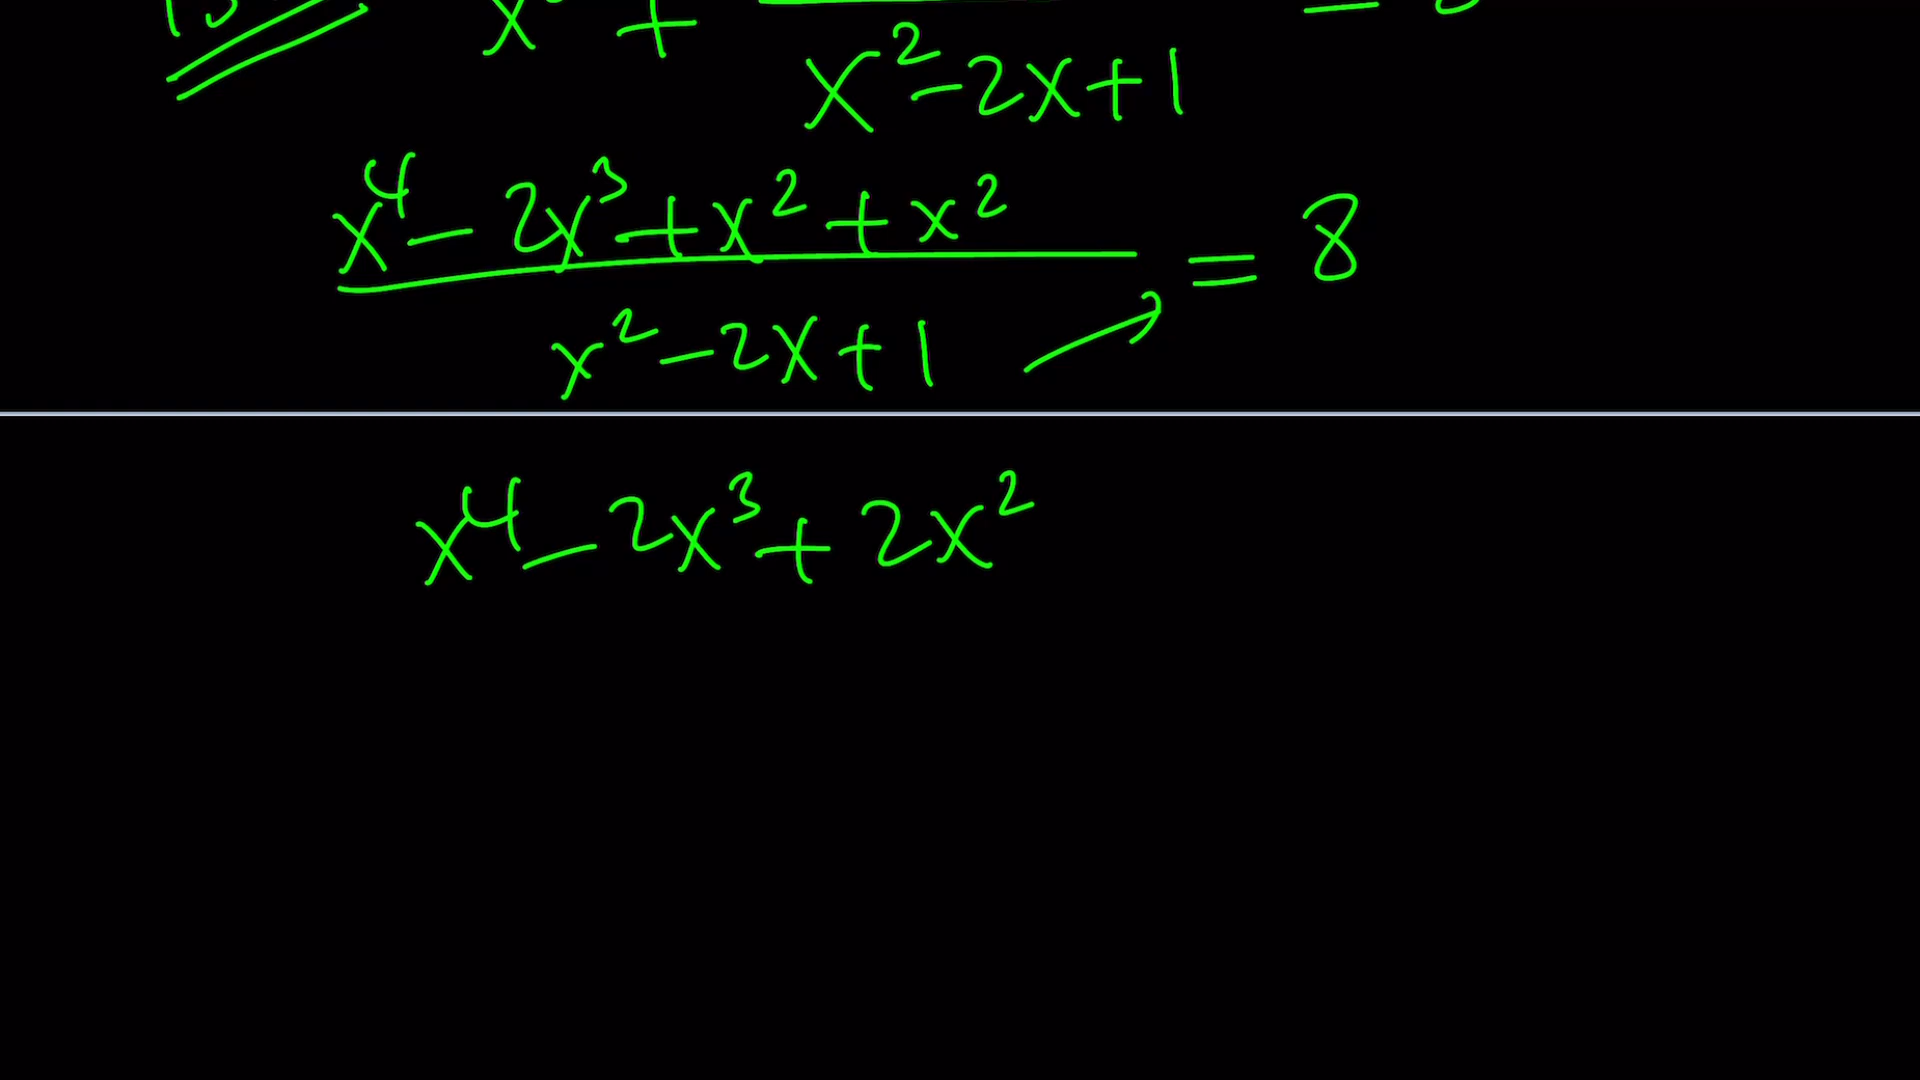 x + = 
x² - 2x + 1
x⁴ - 2x³ + x² + x² = 8
x² - 2x + 1
x⁴ - 2x³ + 2x²